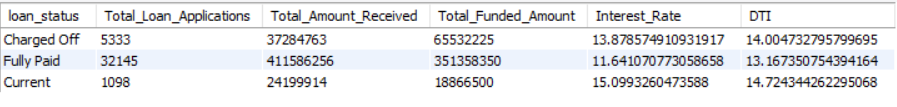 loan_status Total_Loan_Applications Total_Amount_Received Total_Funded_Amount Interest_Rate DTI
Charged Off 5333 37284763 65532225 13.878574910931917 14.004732795799695
Fully Paid 32145 411586256 351358350 11.641070773058658 13.167350754394164
Current 1098 24199914 18866500 15.0993260473588 14.724344262295068